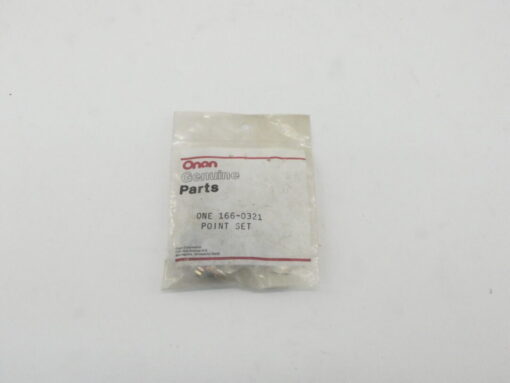 Onan
Genuine
Parts
ONE 166-0321
POINT SET